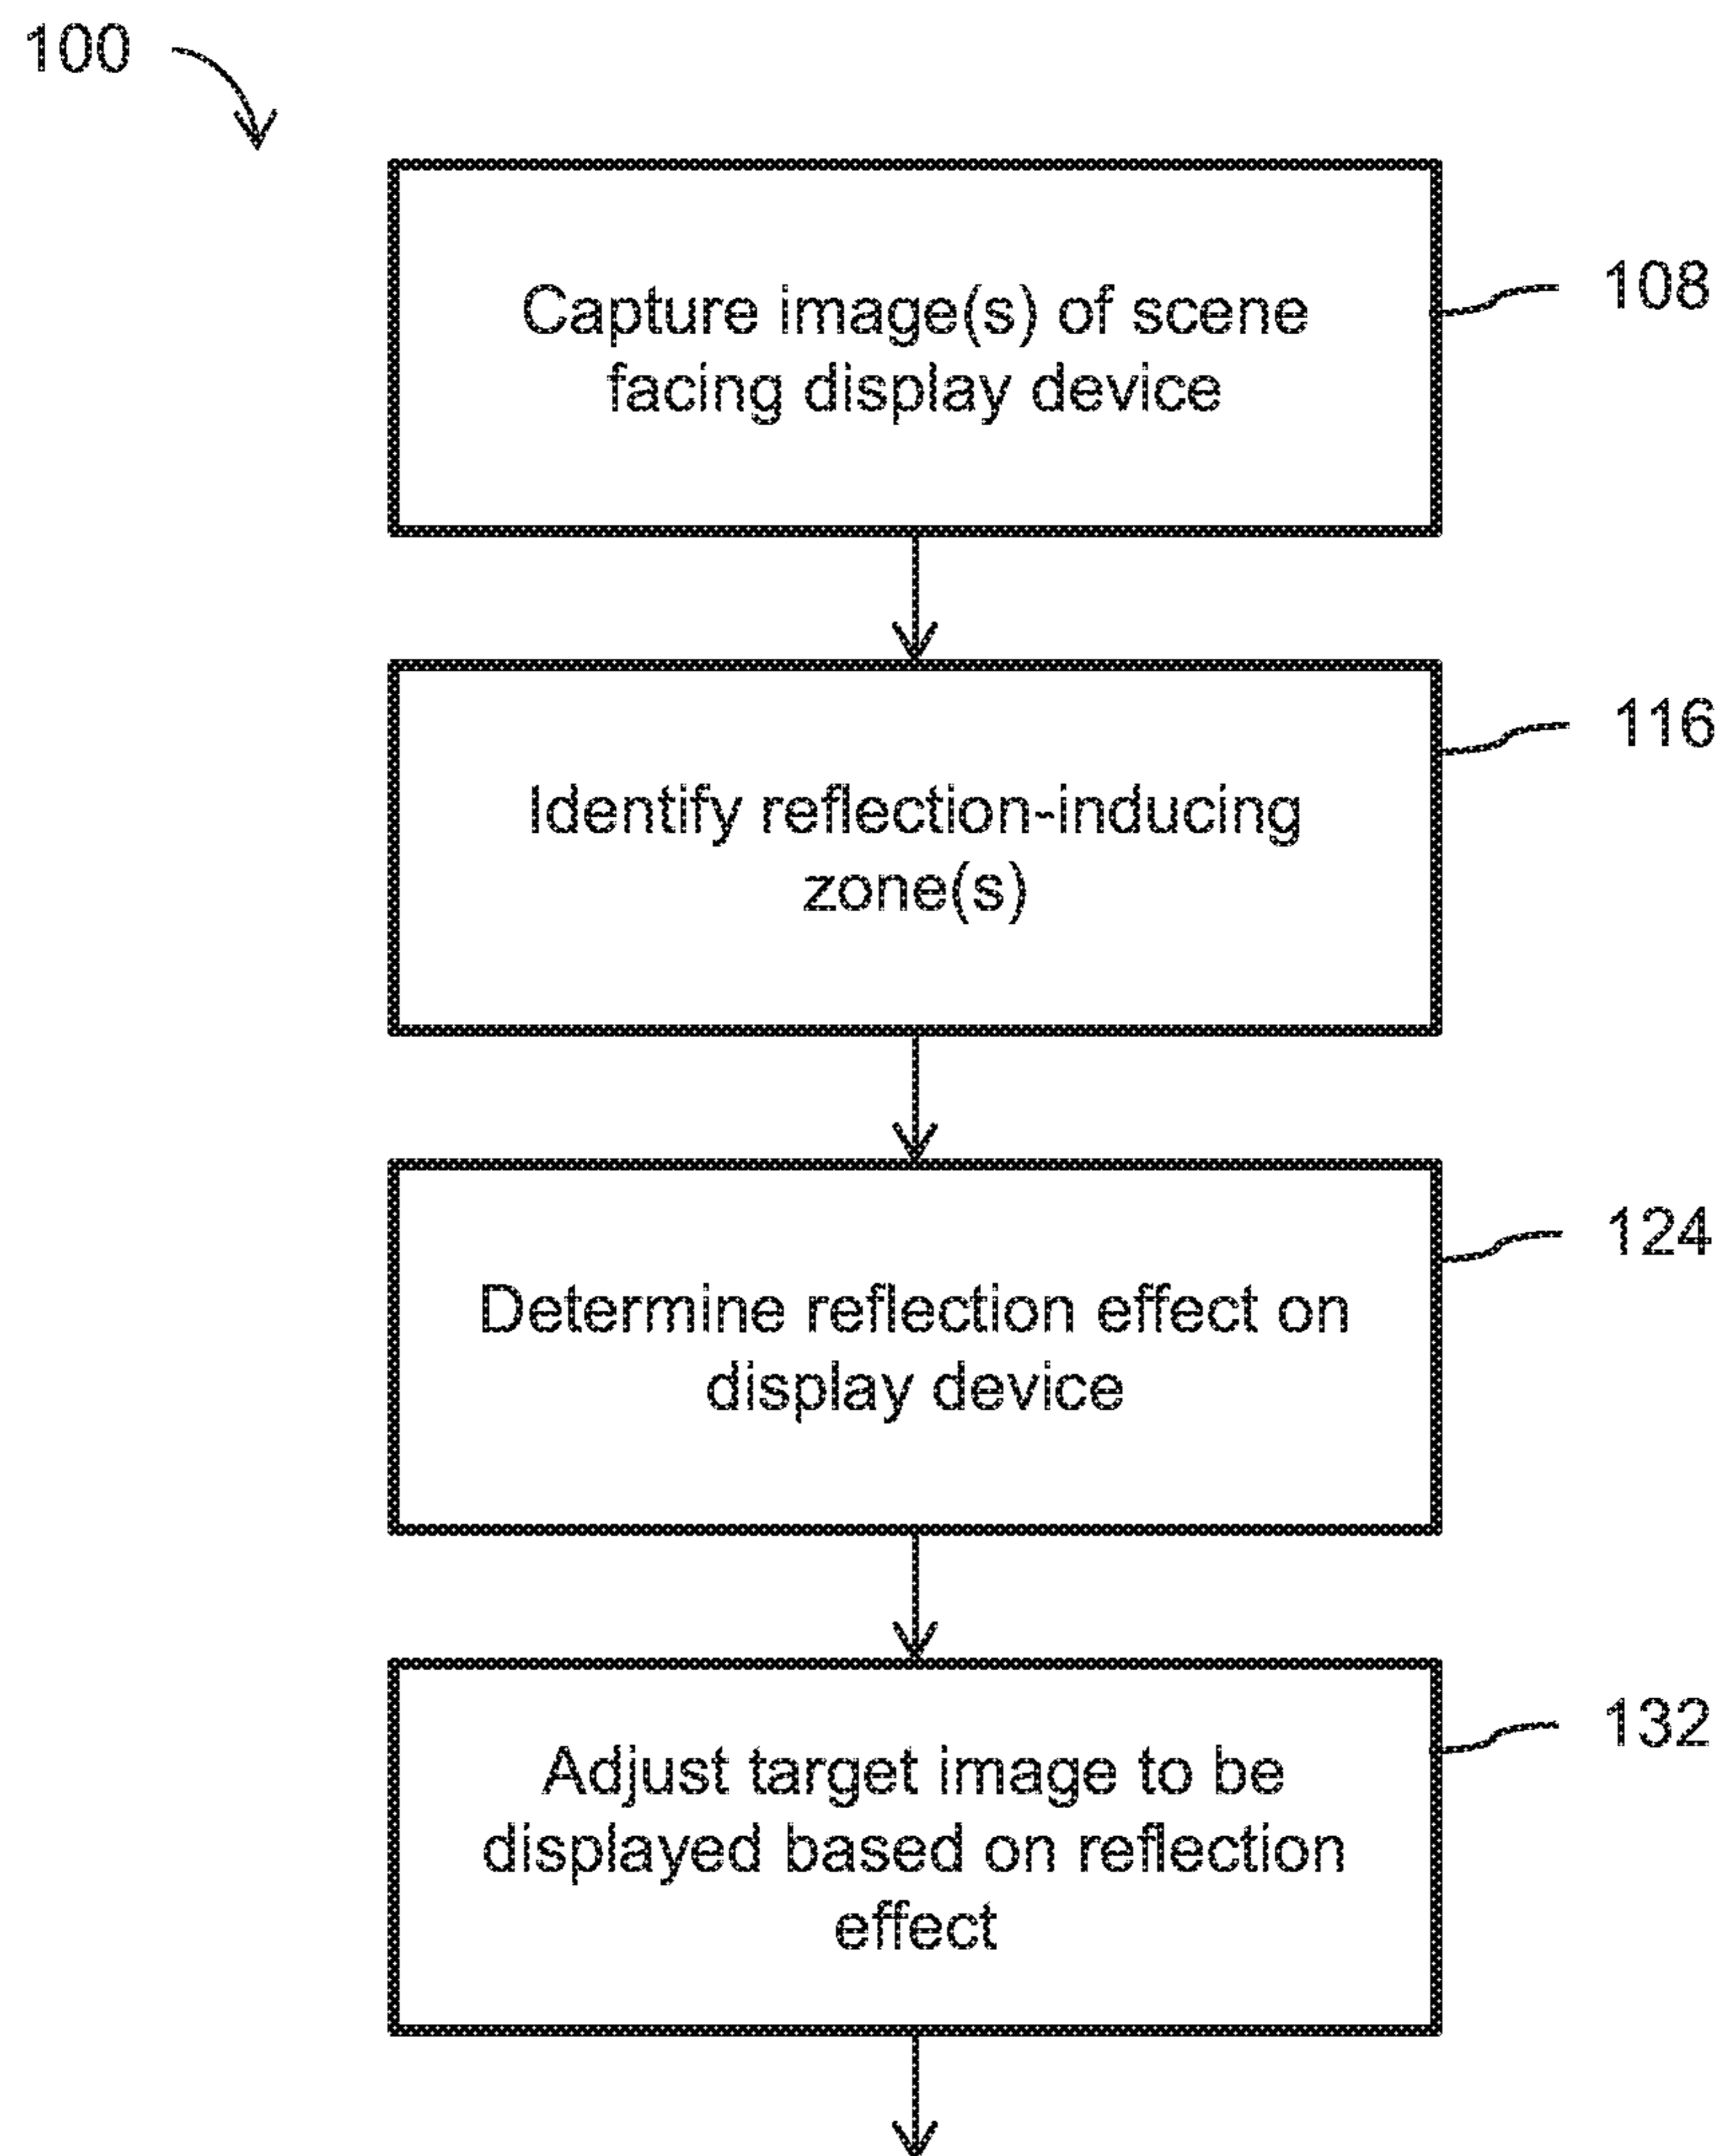 100
Capture image(s) of scene
facing display device
108
Identify reflection-inducing
zone(s)
116
Determine reflection effect on
display device
124
Adjust target image to be
displayed based on reflection
effect
132